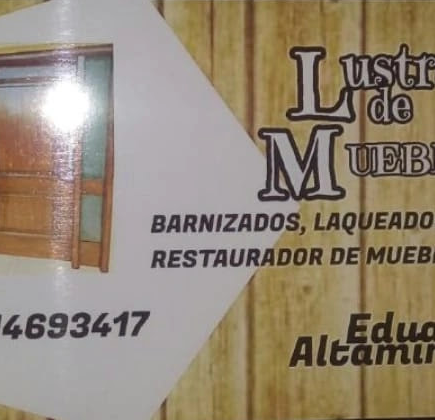 Lustr
de
MUEB
BARNIZADOS, LAQUEADO
RESTAURADOR DE MUEB
4693417
Edua
Altamir